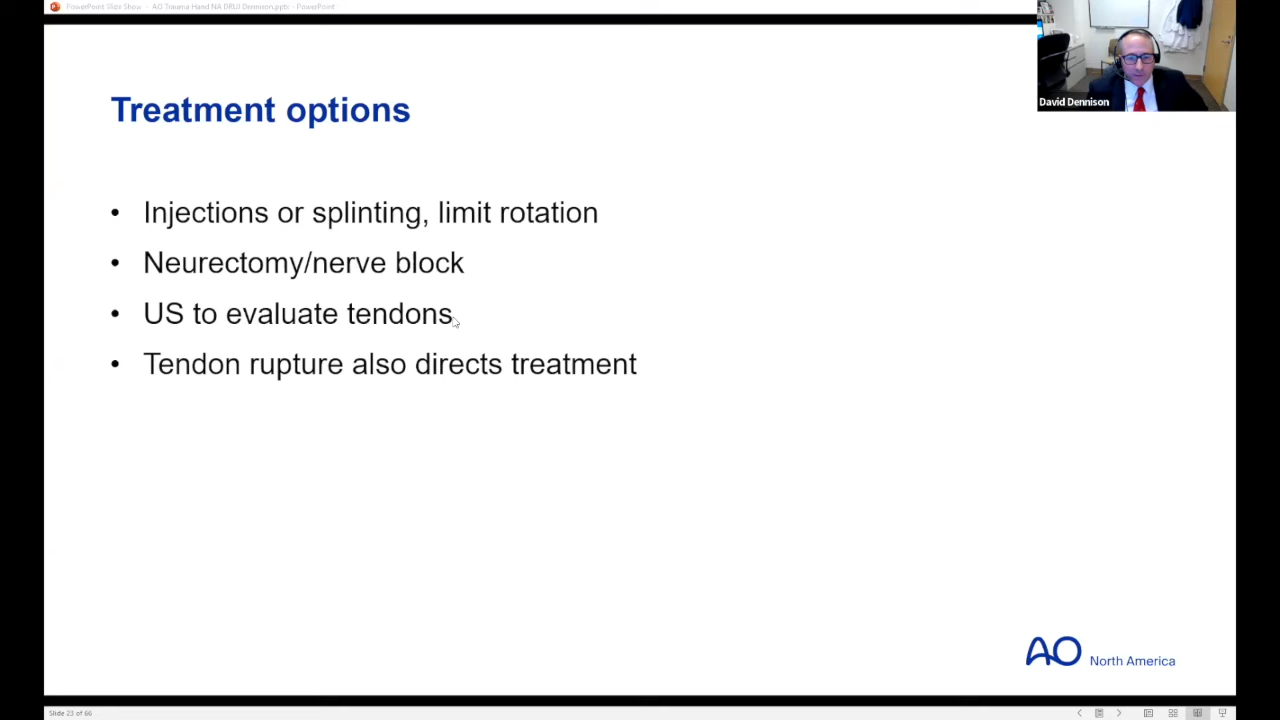 PowerPoint Slide Show - AO Trauma Hand NA DRUJ Dennison.pptx - PowerPoint
David Dennison
Treatment options
• Injections or splinting, limit rotation
• Neurectomy/nerve block
• US to evaluate tendons
• Tendon rupture also directs treatment
AO North America
Slide 23 of 66